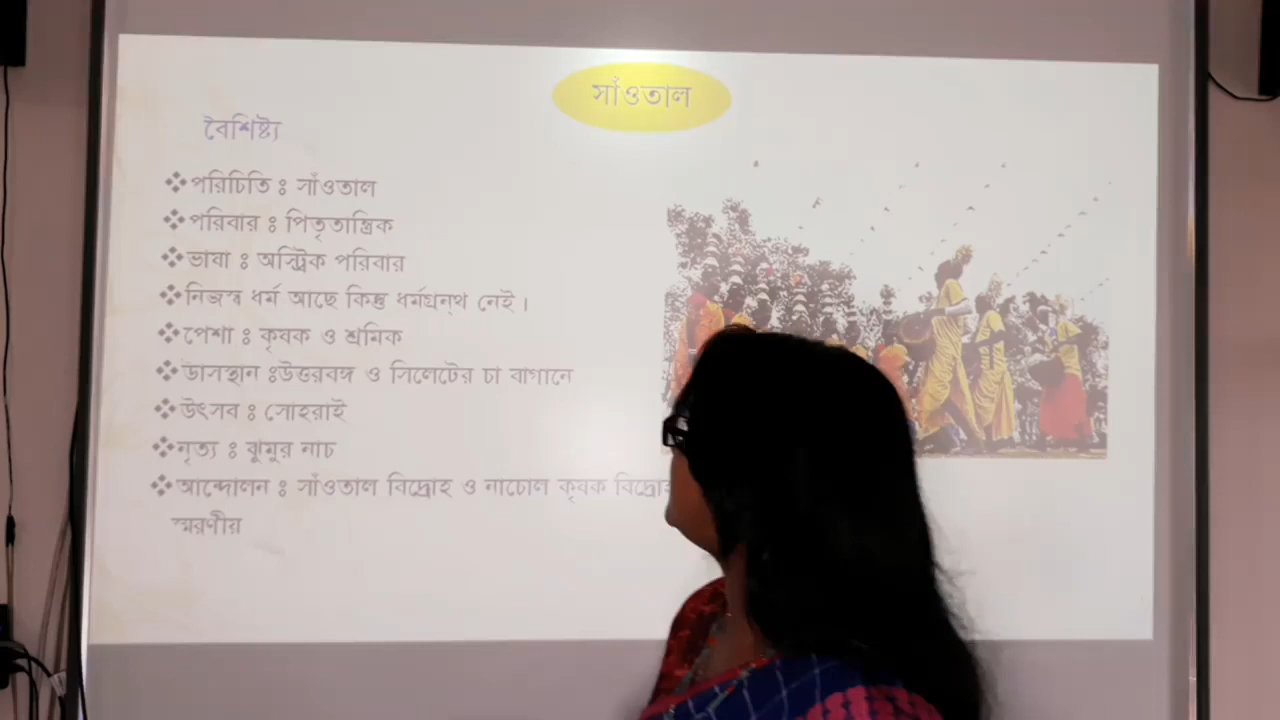 সাঁওতাল
বৈশিষ্ট্য
❖পরিচিতি ঃ সাঁওতাল
❖পরিবার ঃ পিতৃতান্ত্রিক
❖ভাষা ঃ অস্ট্রিক পরিবার
❖নিজস্ব ধর্ম আছে কিন্তু ধর্মগ্রন্থ নেই।
❖পেশা ঃ কৃষক ও শ্রমিক
❖বাসস্থান ঃউত্তরবঙ্গ ও সিলেটের চা বাগানে
❖উৎসব ঃ সোহরাই
❖নৃত্য ঃ ঝুমুর নাচ
❖আন্দোলন ঃ সাঁওতাল বিদ্রোহ ও নাচোল কৃষক বিদ্রোহ
স্মরণীয়